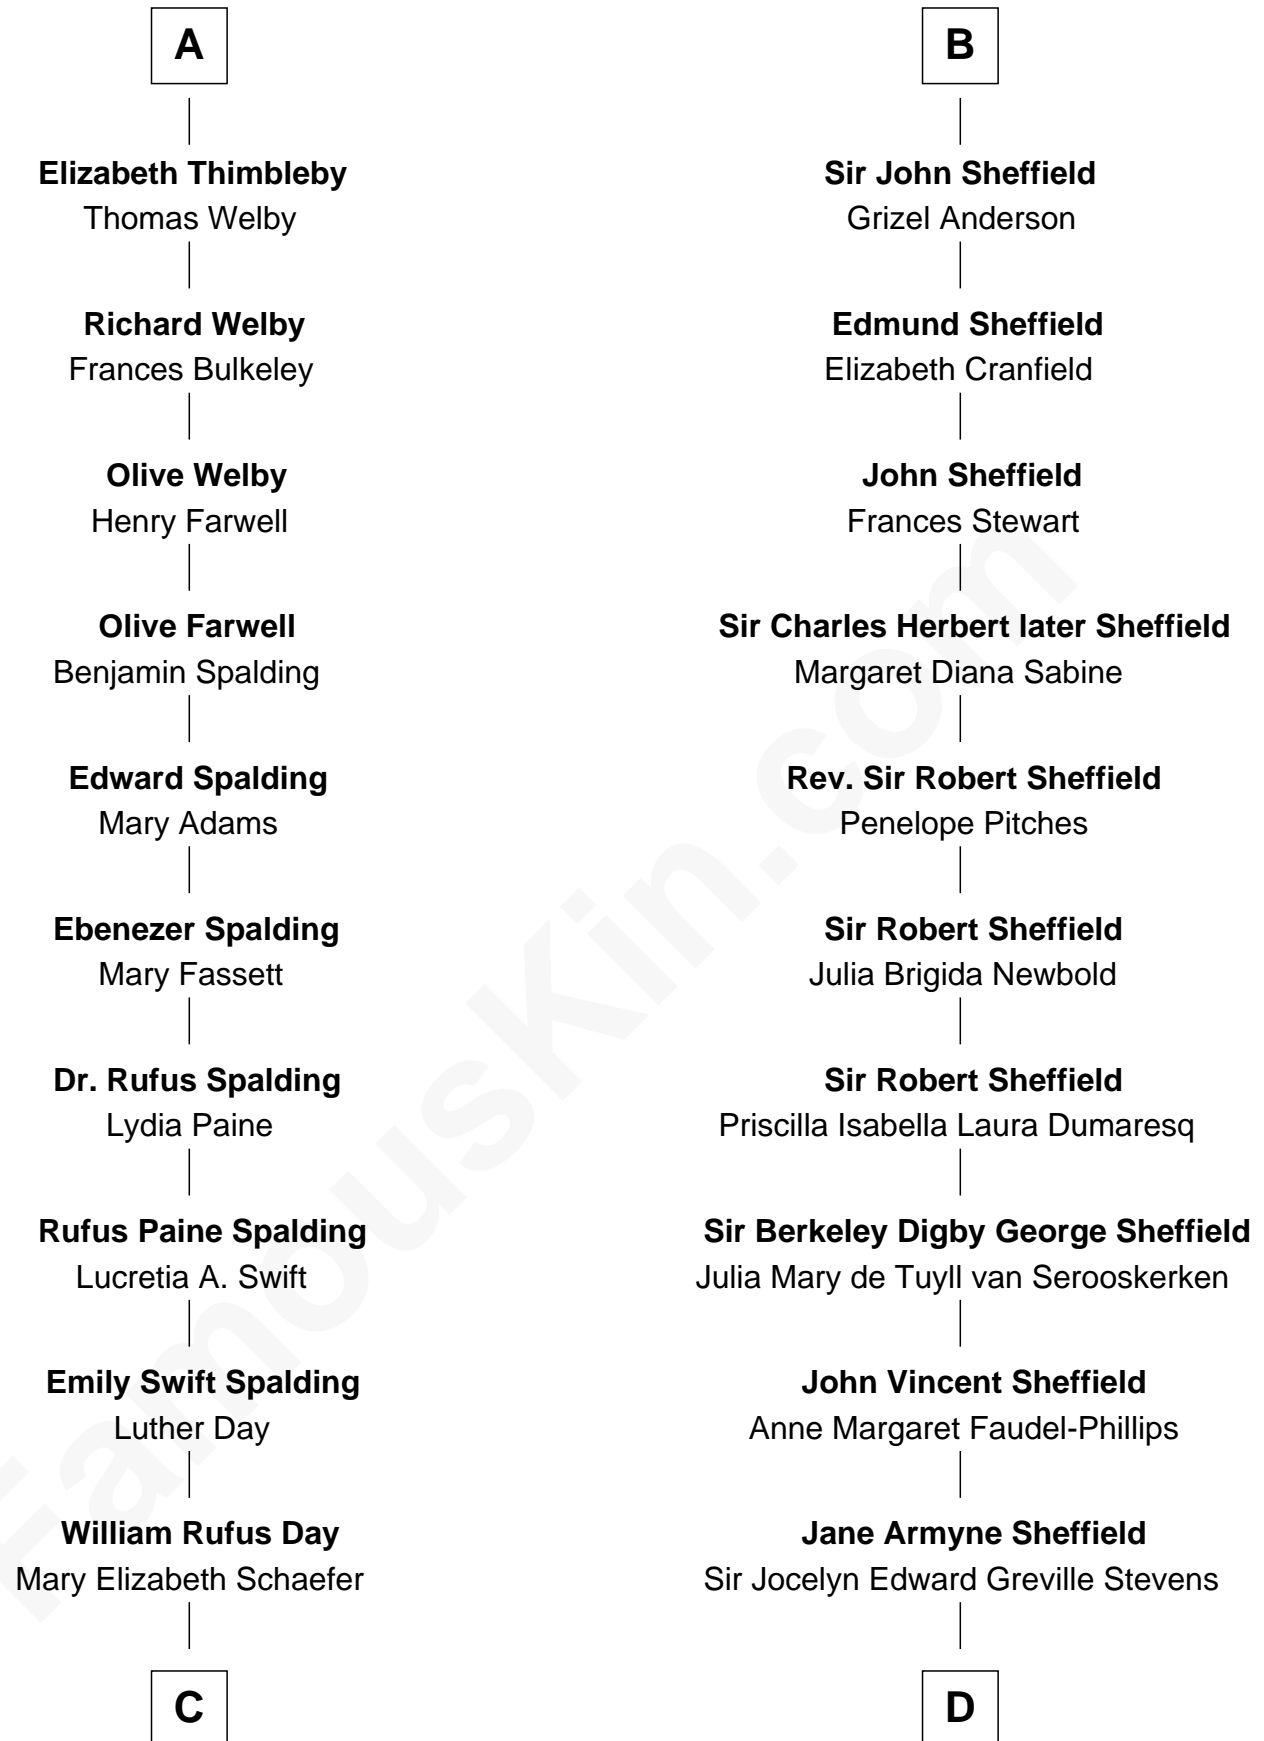 A
Elizabeth Thimbleby
Thomas Welby
Richard Welby
Frances Bulkeley
Olive Welby
Henry Farwell
Olive Farwell
Benjamin Spalding
Edward Spalding
Mary Adams
Ebenezer Spalding
Mary Fassett
Dr. Rufus Spalding
Lydia Paine
Rufus Paine Spalding
Lucretia A. Swift
Emily Swift Spalding
Luther Day
William Rufus Day
Mary Elizabeth Schaefer
C
B
Sir John Sheffield
Grizel Anderson
Edmund Sheffield
Elizabeth Cranfield
John Sheffield
Frances Stewart
Sir Charles Herbert later Sheffield
Margaret Diana Sabine
Rev. Sir Robert Sheffield
Penelope Pitches
Sir Robert Sheffield
Julia Brigida Newbold
Sir Robert Sheffield
Priscilla Isabella Laura Dumaresq
Sir Berkeley Digby George Sheffield
Julia Mary de Tuyll van Serooskerken
John Vincent Sheffield
Anne Margaret Faudel-Phillips
Jane Armyne Sheffield
Sir Jocelyn Edward Greville Stevens
D
FamousKin.com